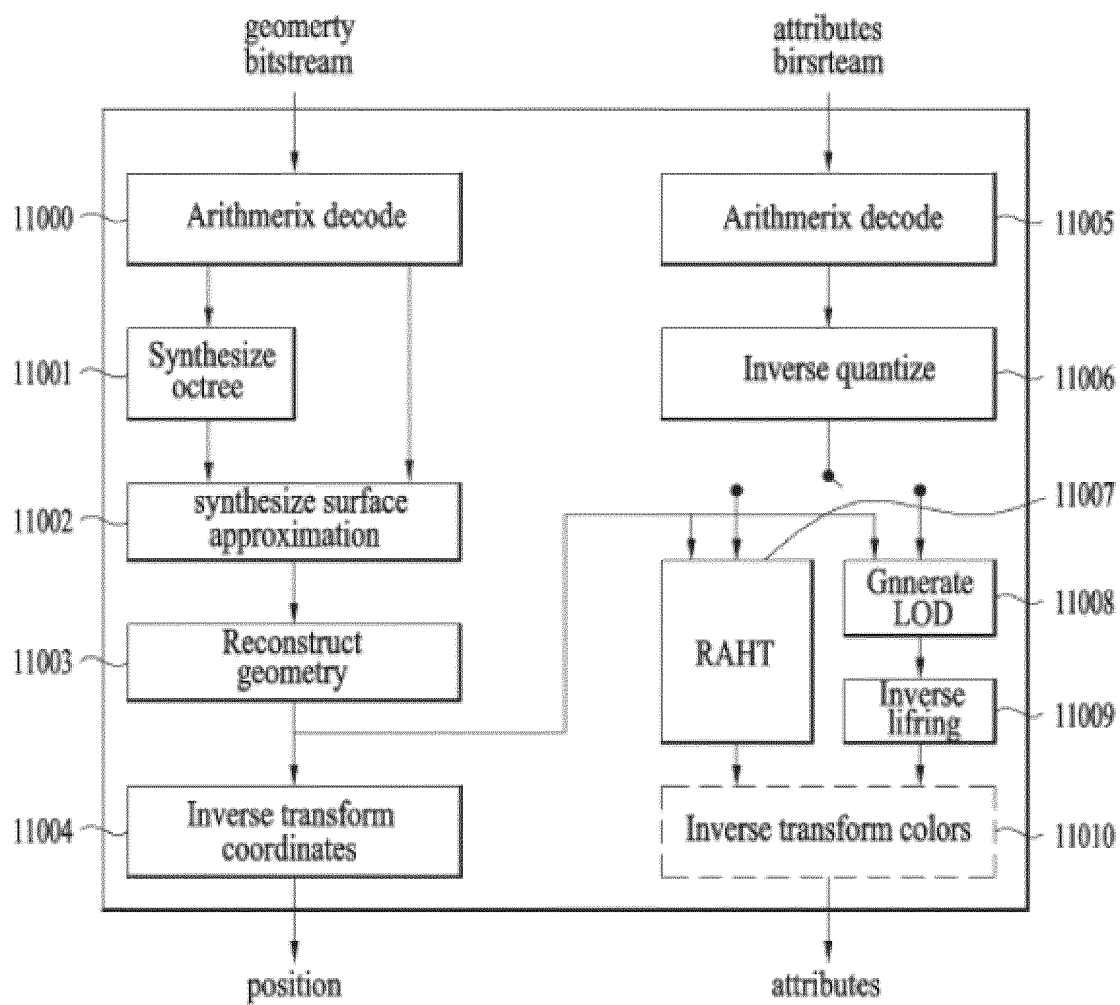 geomerty
bitstream
attributes
birsrteam
11000
Arithmerix decode
Arithmerix decode
11005
11001
Synthesize
octree
Inverse quantize
11006
11002
synthesize surface
approximation
11007
11003
Reconstruct
geometry
RAHT
Gnnerate
LOD
11008
Inverse
lifring
11009
11004
Inverse transform
coordinates
Inverse transform colors
11010
position
attributes